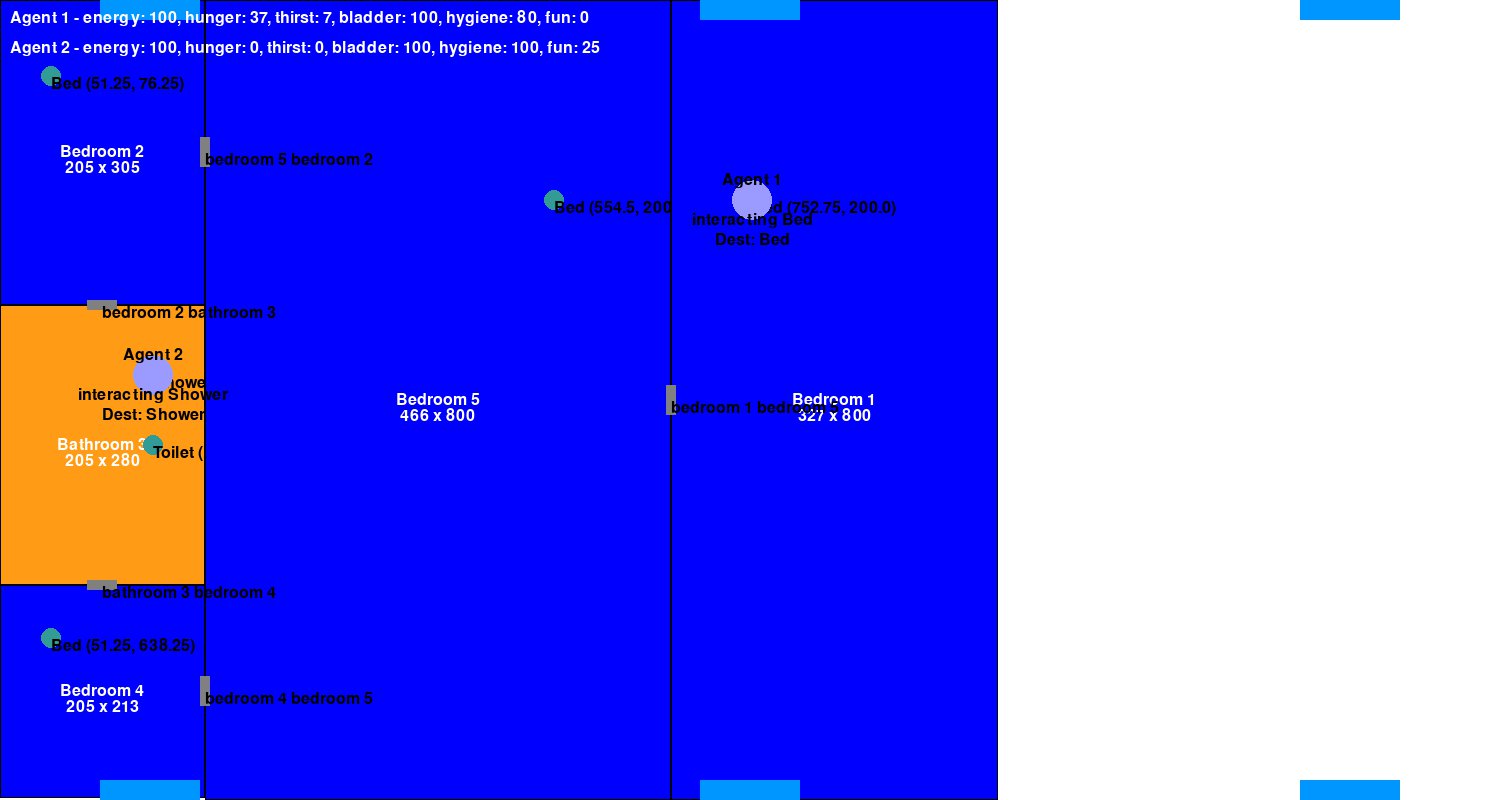 Agent 1 - energy: 100, hunger: 37, thirst: 7, bladder: 100, hygiene: 80, fun: 0
Agent 2 - energy: 100, hunger: 0, thirst: 0, bladder: 100, hygiene: 100, fun: 25
Bed (51.25, 76.25)
Bedroom 2
205 x 305
bedroom 5 bedroom 2
Agent 1
Bed (554.5, 200
ed (752.75, 200.0)
interacting Bed
Dest: Bed
bedroom 2 bathroom 3
Agent 2
howe
interacting Shower
Dest: Shower
Bedroom 5
466 x 800
bedroom 1 bedroom 5
Bedroom 1
327 x 800
Bathroom 3
205 x 280
Toilet (
bathroom 3 bedroom 4
Bed (51.25, 638.25)
Bedroom 4
205 x 213
bedroom 4 bedroom 5